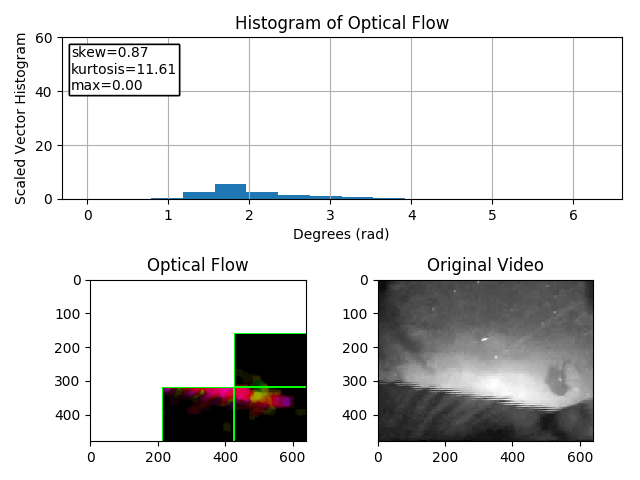 Histogram of Optical Flow
Scaled Vector Histogram
60
40
20
0
skew=0.87
kurtosis=11.61
max=0.00
0 1 2 3 4 5 6
Degrees (rad)
Optical Flow
0
100
200
300
400
0 200 400 600
Original Video
0
100
200
300
400
0 200 400 600